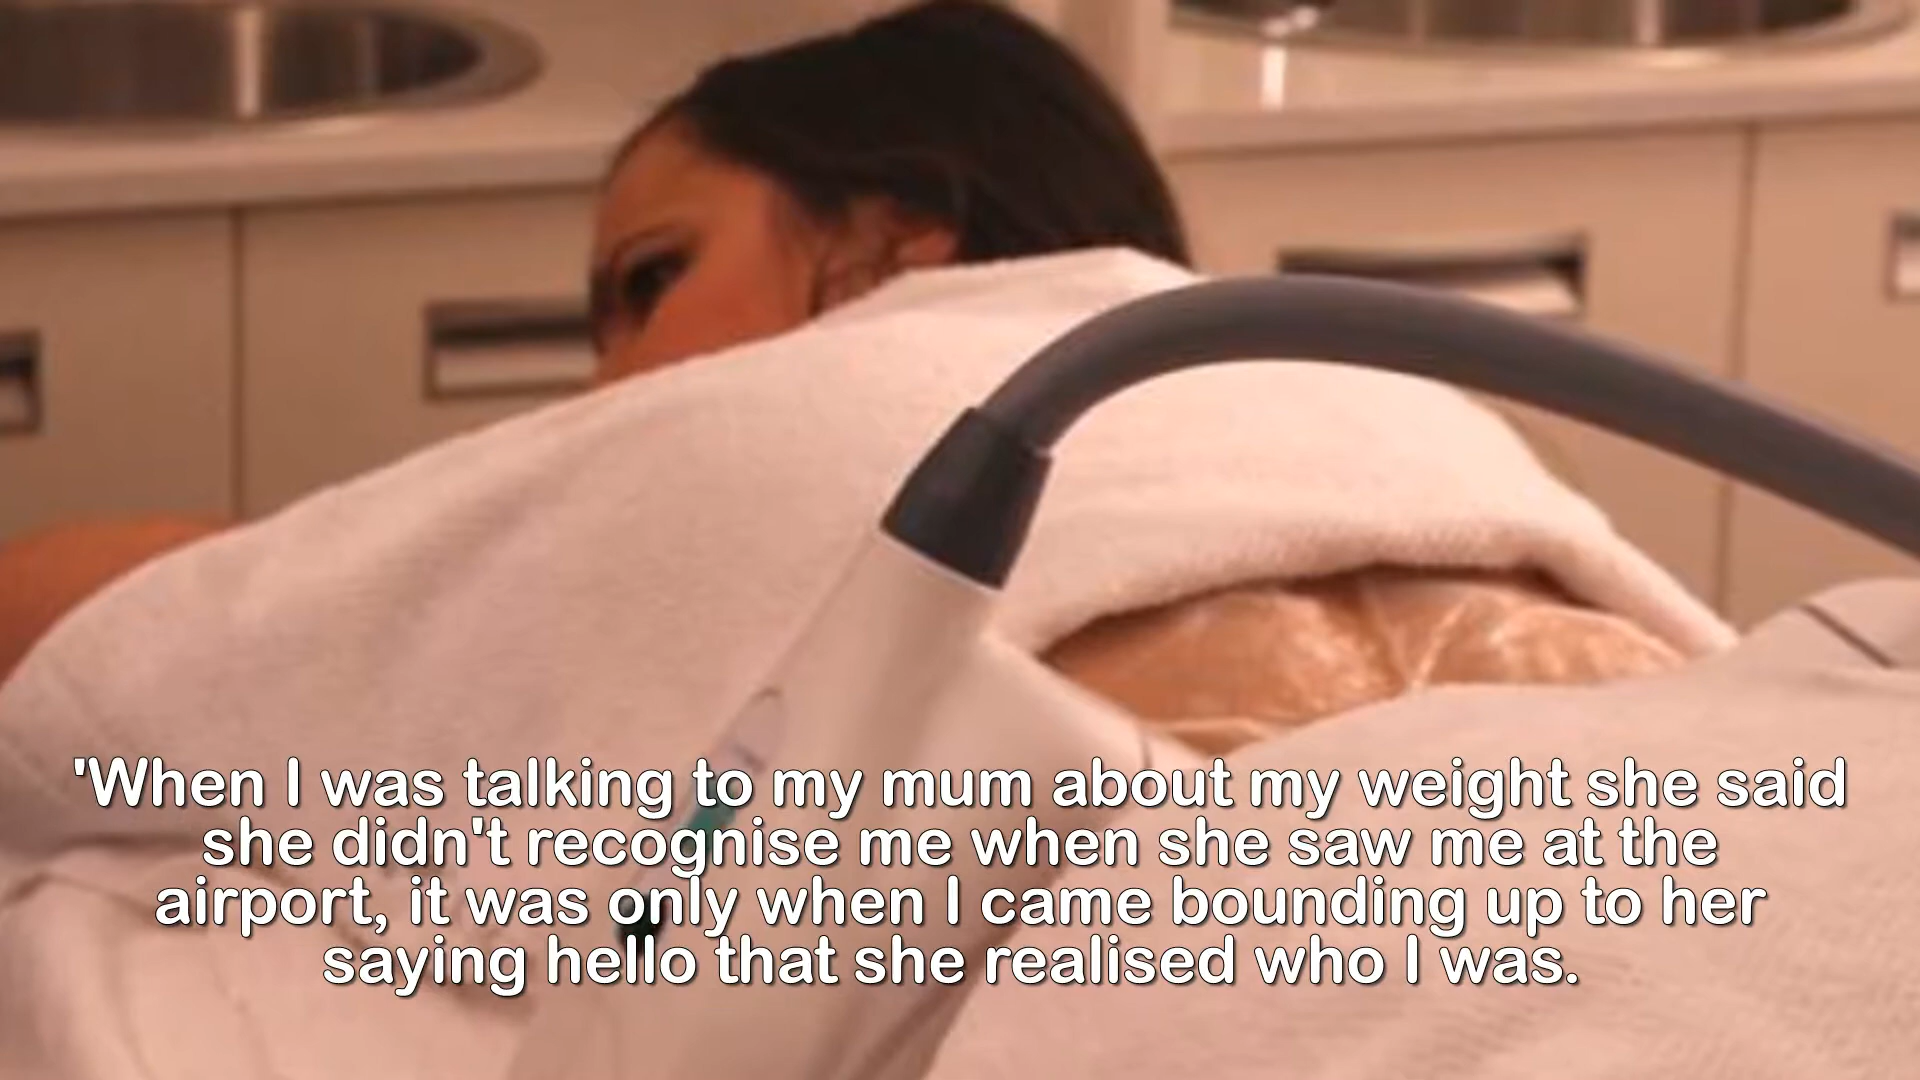 'When I was talking to my mum about my weight she said
she didn't recognise me when she saw me at the
airport, it was only when I came bounding up to her
saying hello that she realised who I was.